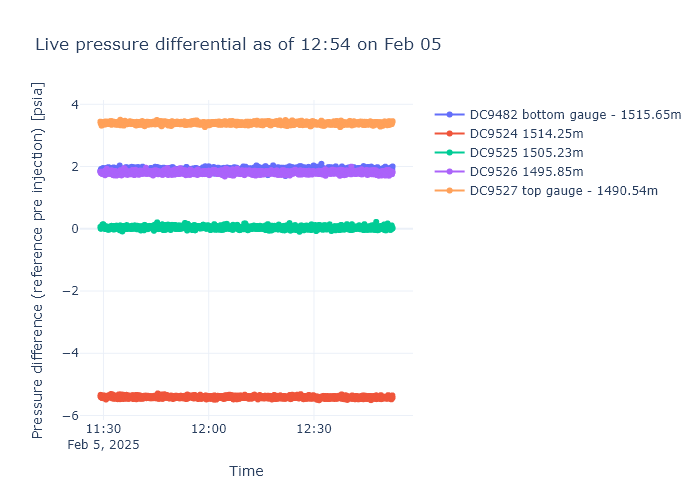 Live pressure differential as of 12:54 on Feb 05
Pressure difference (reference pre injection) [psia]
4
2
0
−2
−4
−6
11:30
Feb 5, 2025
12:00
12:30
Time
DC9482 bottom gauge - 1515.65m
DC9524 1514.25m
DC9525 1505.23m
DC9526 1495.85m
DC9527 top gauge - 1490.54m